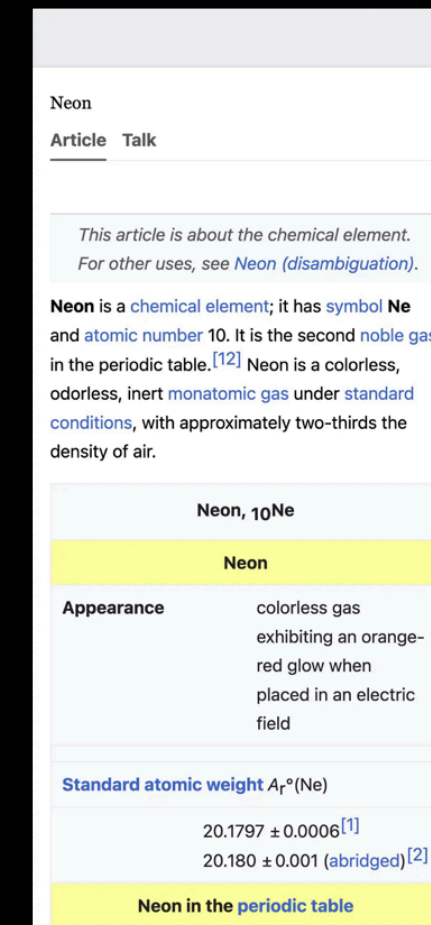 Neon
Article Talk
This article is about the chemical element.
For other uses, see Neon (disambiguation).
Neon is a chemical element; it has symbol Ne
and atomic number 10. It is the second noble gas
in the periodic table.[12] Neon is a colorless,
odorless, inert monatomic gas under standard
conditions, with approximately two-thirds the
density of air.
Neon, 10Ne
Neon
Appearance colorless gas
exhibiting an orange-
red glow when
placed in an electric
field
Standard atomic weight Ar°(Ne)
20.1797 ±0.0006[1]
20.180 ±0.001 (abridged)[2]
Neon in the periodic table